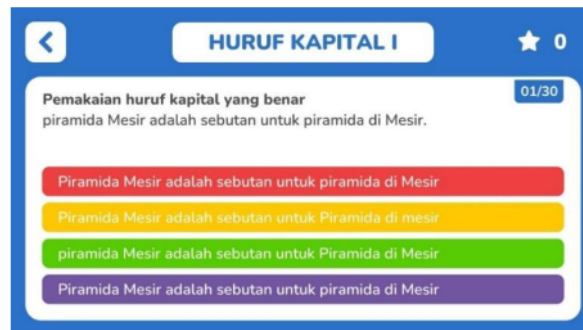 HURUF KAPITAL I
0
01/30
Pemakaian huruf kapital yang benar
piramida Mesir adalah sebutan untuk piramida di Mesir.
Piramida Mesir adalah sebutan untuk piramida di Mesir
Piramida Mesir adalah sebutan untuk Piramida di mesir
piramida Mesir adalah sebutan untuk Piramida di Mesir
Piramida Mesir adalah sebutan untuk piramida di Mesir